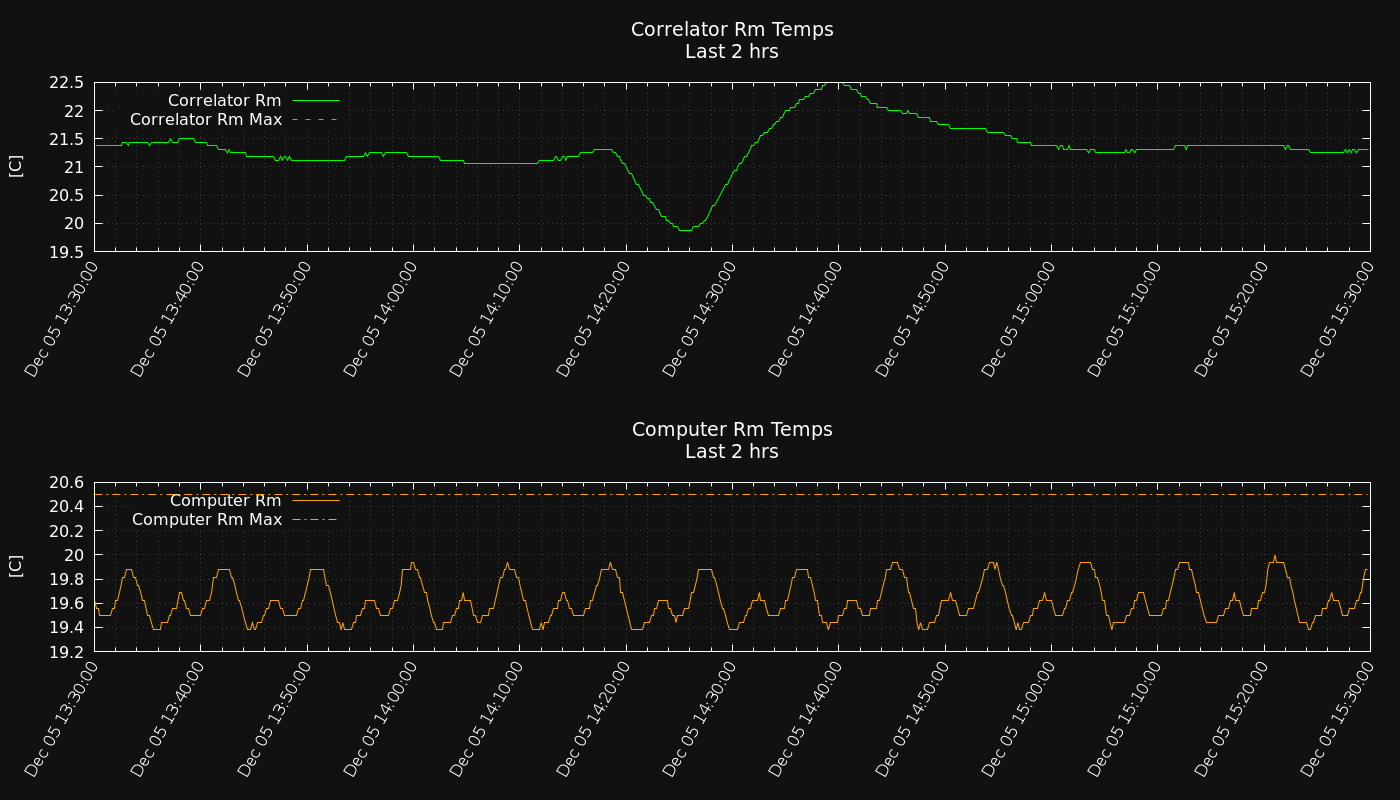 Correlator Rm Temps
Last 2 hrs
22.5
22
21.5
21
20.5
20
19.5
[C]
Correlator Rm
Correlator Rm Max
Dec 05 13:30:00
Dec 05 13:40:00
Dec 05 13:50:00
Dec 05 14:00:00
Dec 05 14:10:00
Dec 05 14:20:00
Dec 05 14:30:00
Dec 05 14:40:00
Dec 05 14:50:00
Dec 05 15:00:00
Dec 05 15:10:00
Dec 05 15:20:00
Dec 05 15:30:00
Computer Rm Temps
Last 2 hrs
20.6
20.4
20.2
20
19.8
19.6
19.4
19.2
[C]
Computer Rm
Computer Rm Max
Dec 05 13:30:00
Dec 05 13:40:00
Dec 05 13:50:00
Dec 05 14:00:00
Dec 05 14:10:00
Dec 05 14:20:00
Dec 05 14:30:00
Dec 05 14:40:00
Dec 05 14:50:00
Dec 05 15:00:00
Dec 05 15:10:00
Dec 05 15:20:00
Dec 05 15:30:00